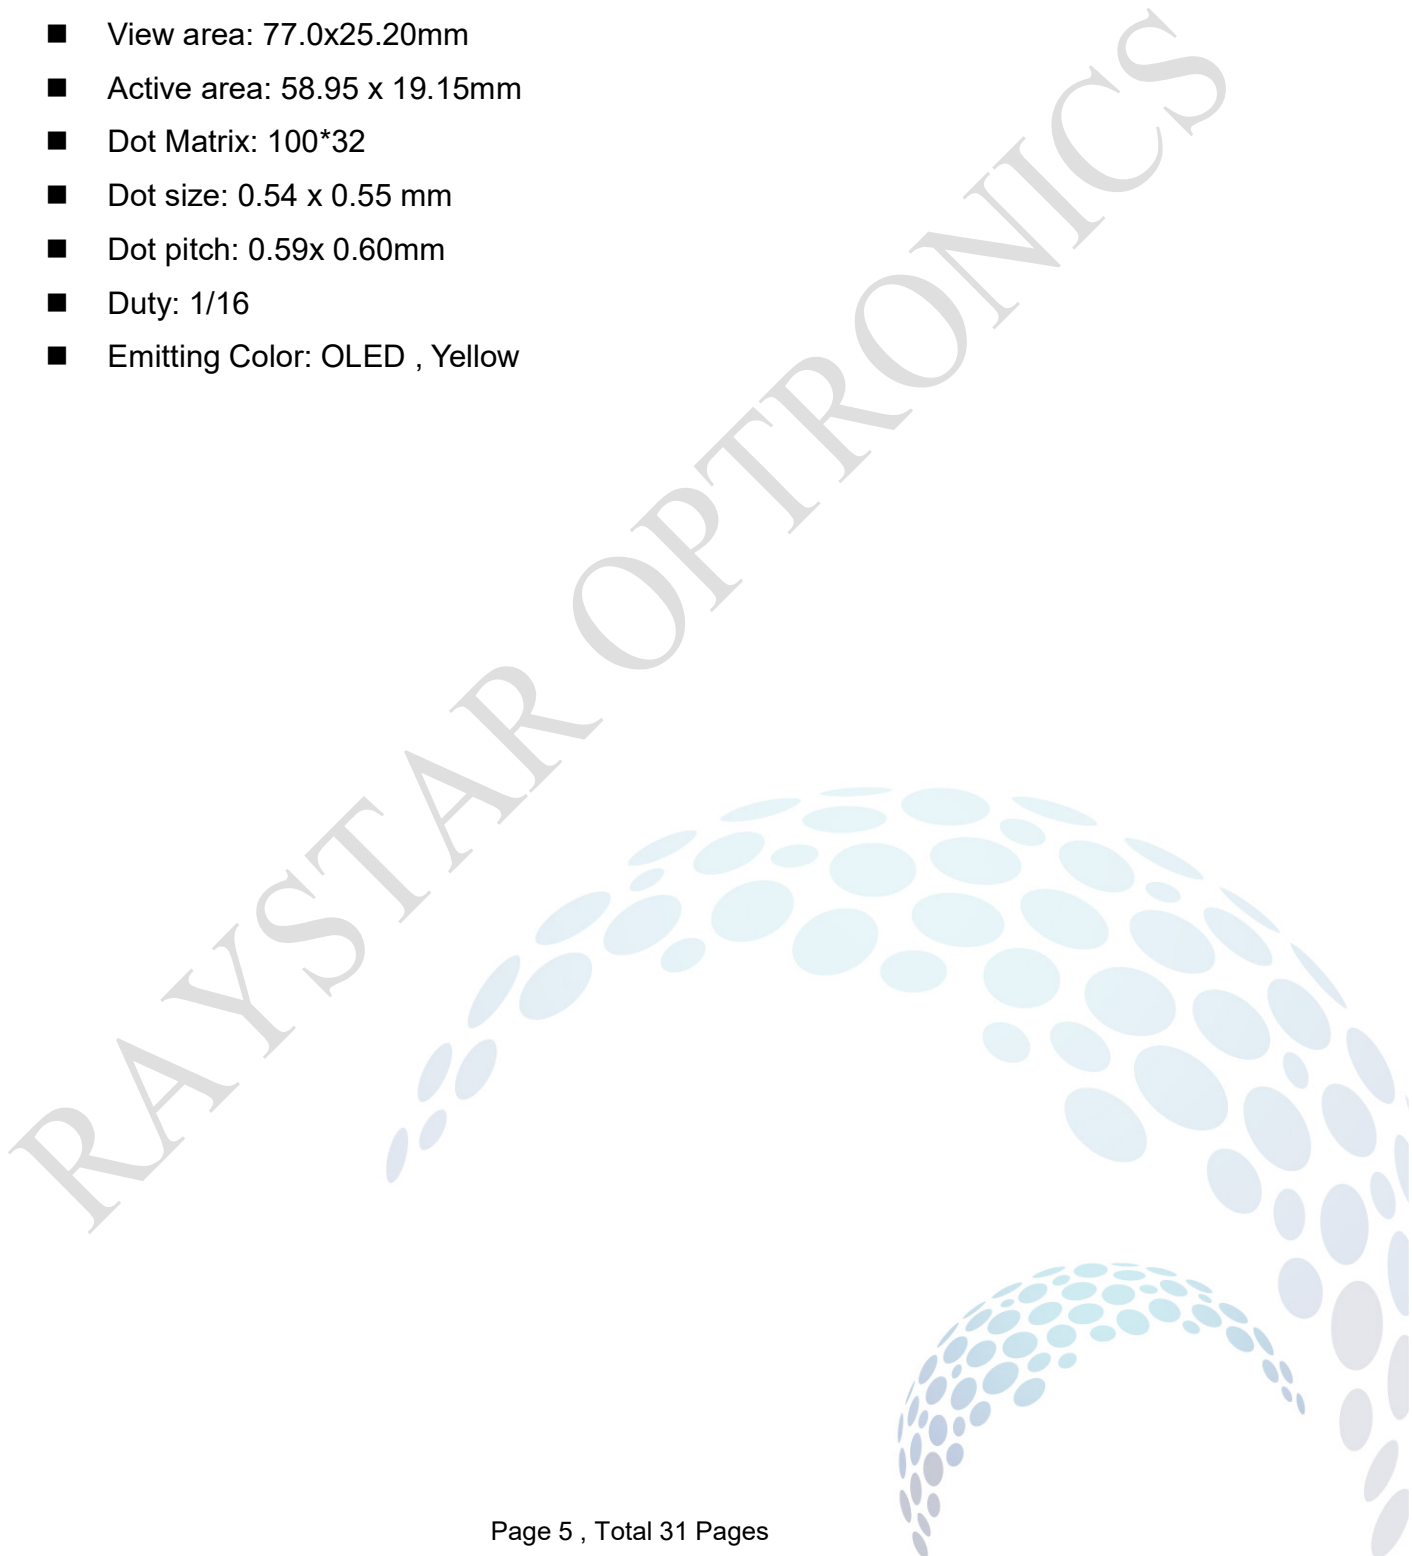 ■ View area: 77.0x25.20mm
■ Active area: 58.95 x 19.15mm
■ Dot Matrix: 100*32
■ Dot size: 0.54 x 0.55 mm
■ Dot pitch: 0.59x 0.60mm
■ Duty: 1/16
■ Emitting Color: OLED , Yellow
RAYSTAR OPTRONICS
Page 5 , Total 31 Pages